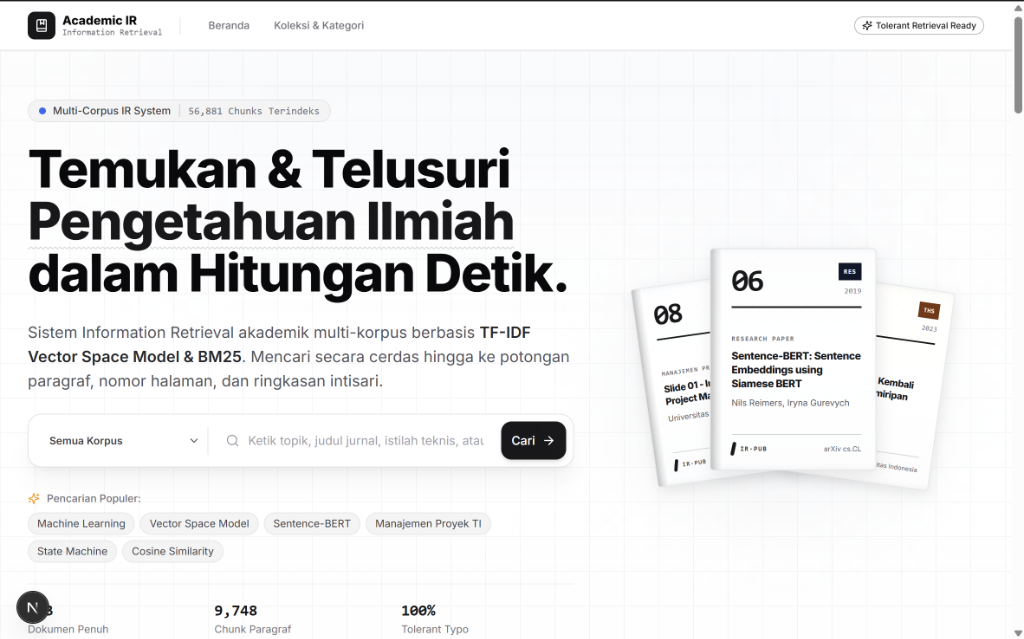 Academic IR
Information Retrieval
Beranda
Koleksi & Kategori
Tolerant Retrieval Ready
Multi-Corpus IR System
56,881 Chunks Terindeks
Temukan & Telusuri
Pengetahuan Ilmiah
dalam Hitungan Detik.
Sistem Information Retrieval akademik multi-korpus berbasis TF-IDF
Vector Space Model & BM25. Mencari secara cerdas hingga ke potongan
paragraf, nomor halaman, dan ringkasan intisari.
Semua Korpus
Ketik topik, judul jurnal, istilah teknis, atau
Cari
Pencarian Populer:
Machine Learning
Vector Space Model
Sentence-BERT
Manajemen Proyek TI
State Machine
Cosine Similarity
N
3
Dokumen Penuh
9,748
Chunk Paragraf
100%
Tolerant Typo
08
MANAJEMEN PR
Slide 01 - I
Project Ma
Universitas
IR-PUB
06
RES
2019
RESEARCH PAPER
Sentence-BERT: Sentence
Embeddings using
Siamese BERT
Nils Reimers, Iryna Gurevych
IR-PUB
arXiv cs.CL
THS
2023
Kembali
miripan
Indonesia